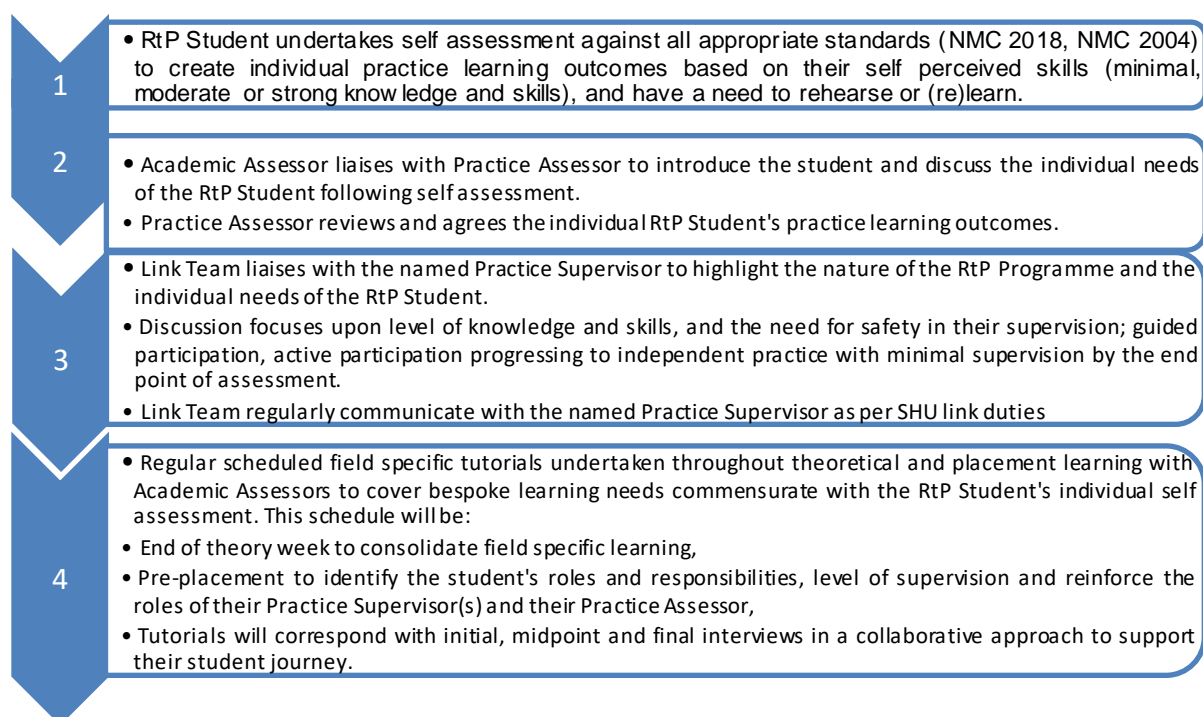 1
• RtP Student undertakes self assessment against all appropriate standards (NMC 2018, NMC 2004)
to create individual practice learning outcomes based on their self perceived skills (minimal,
moderate or strong knowledge and skills), and have a need to rehearse or (re)learn.
2
• Academic Assessor liaises with Practice Assessor to introduce the student and discuss the individual needs
of the RtP Student following self assessment.
• Practice Assessor reviews and agrees the individual RtP Student's practice learning outcomes.
3
• Link Team liaises with the named Practice Supervisor to highlight the nature of the RtP Programme and the
individual needs of the RtP Student.
• Discussion focuses upon level of knowledge and skills, and the need for safety in their supervision; guided
participation, active participation progressing to independent practice with minimal supervision by the end
point of assessment.
• Link Team regularly communicate with the named Practice Supervisor as per SHU link duties
4
• Regular scheduled field specific tutorials undertaken throughout theoretical and placement learning with
Academic Assessors to cover bespoke learning needs commensurate with the RtP Student's individual self
assessment. This schedule will be:
• End of theory week to consolidate field specific learning,
• Pre-placement to identify the student's roles and responsibilities, level of supervision and reinforce the
roles of their Practice Supervisor(s) and their Practice Assessor,
• Tutorials will correspond with initial, midpoint and final interviews in a collaborative approach to support
their student journey.